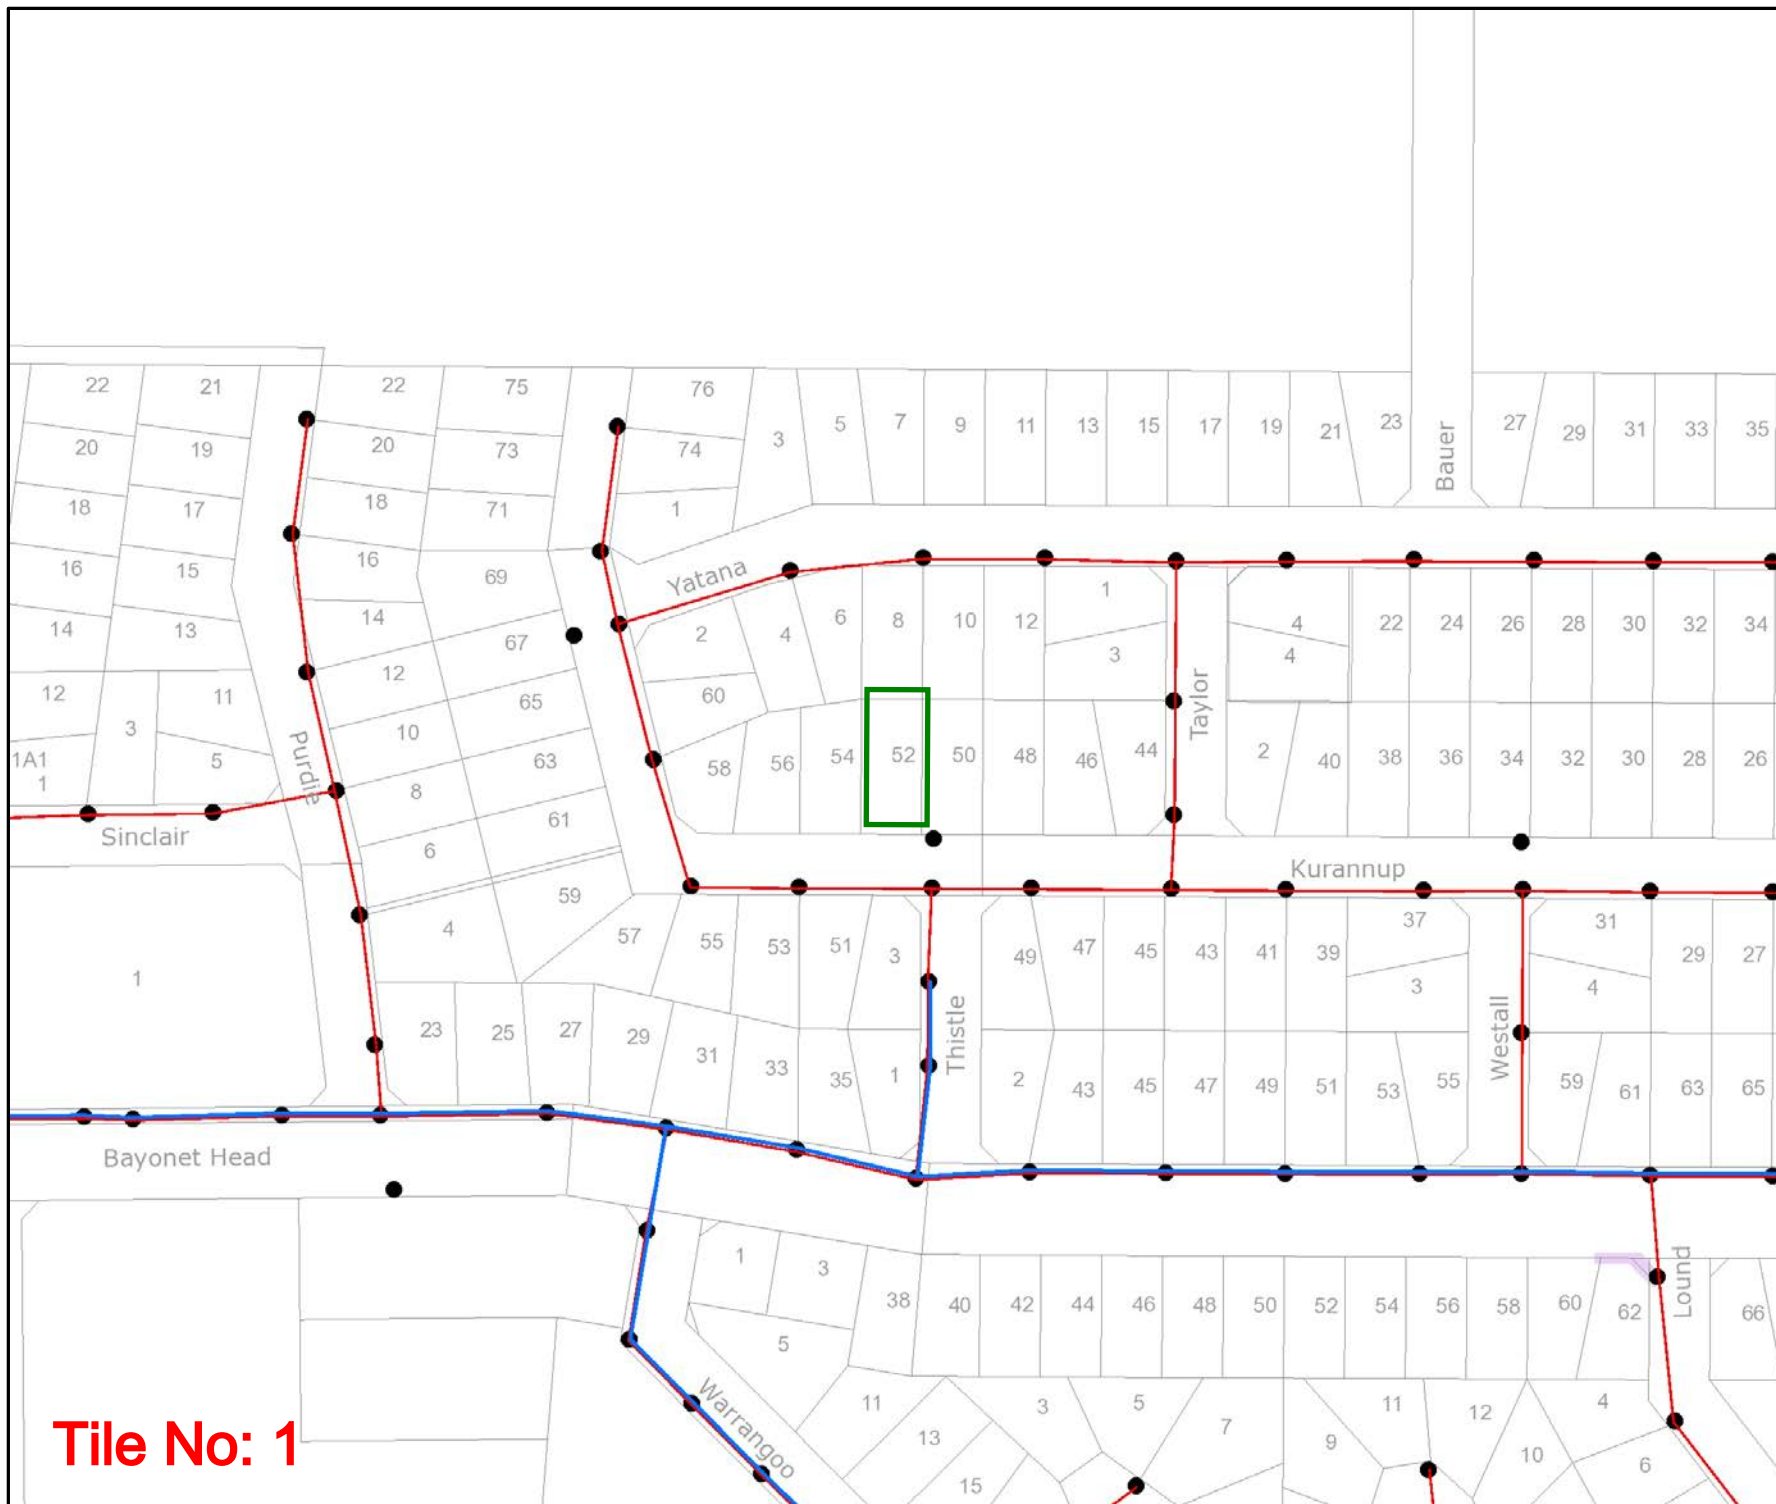 22 21 22 75 76
20 19 20 73 74 3 5 7 9 11 13 15 17 19 21 23 Bauer 27 29 31 33 35
18 17 18 71 1
16 15 16 69 Yatana
14 13 14 67 2 4 6 8 10 12 1 4 22 24 26 28 30 32 34
3 4
12 3 11 12 65 60 Taylor
1A1 5 Purdie 10 63 58 56 54 52 50 48 46 44 2 40 38 36 34 32 30 28 26
1 8
Sinclair 6 61
Kurannup
4 59 57 55 53 51 3 49 47 45 43 41 39 37 31 29 27
1 3 4
23 25 27 29 31 33 35 1 Thistle 2 43 45 47 49 51 53 55 Westall 59 61 63 65
Bayonet Head
1 3 38 40 42 44 46 48 50 52 54 56 58 60 62 Lound 66
5
Warrangoo 11 3 5 7 11 12 4
13 9 10 6
15
Tile No: 1